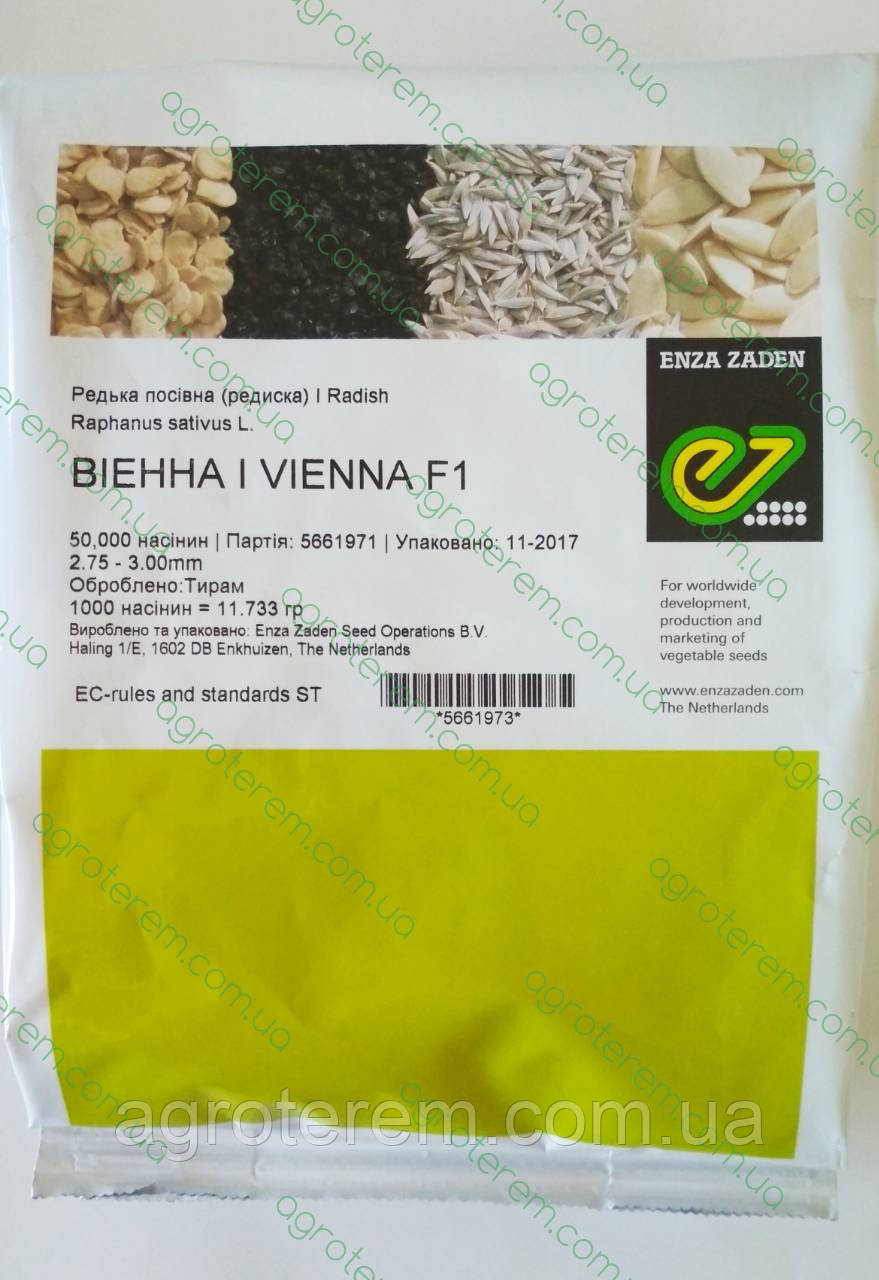 ENZA ZADEN
Редька посівна (редиска) I Radish
Raphanus sativus L.
ВІЕННА I VIENNA F1
50,000 насінин | Партія: 5661971 | Упаковано: 11-2017
2.75 - 3.00mm
Оброблено:Тирам
1000 насінин = 11.733 гр
Вироблено та упаковано: Enza Zaden Seed Operations B.V.
Haling 1/E, 1602 DB Enkhuizen, The Netherlands
EC-rules and standards ST
*5661973*
For worldwide
development,
production and
marketing of
vegetable seeds
www.enzazaden.com
The Netherlands
agroterem.com.ua